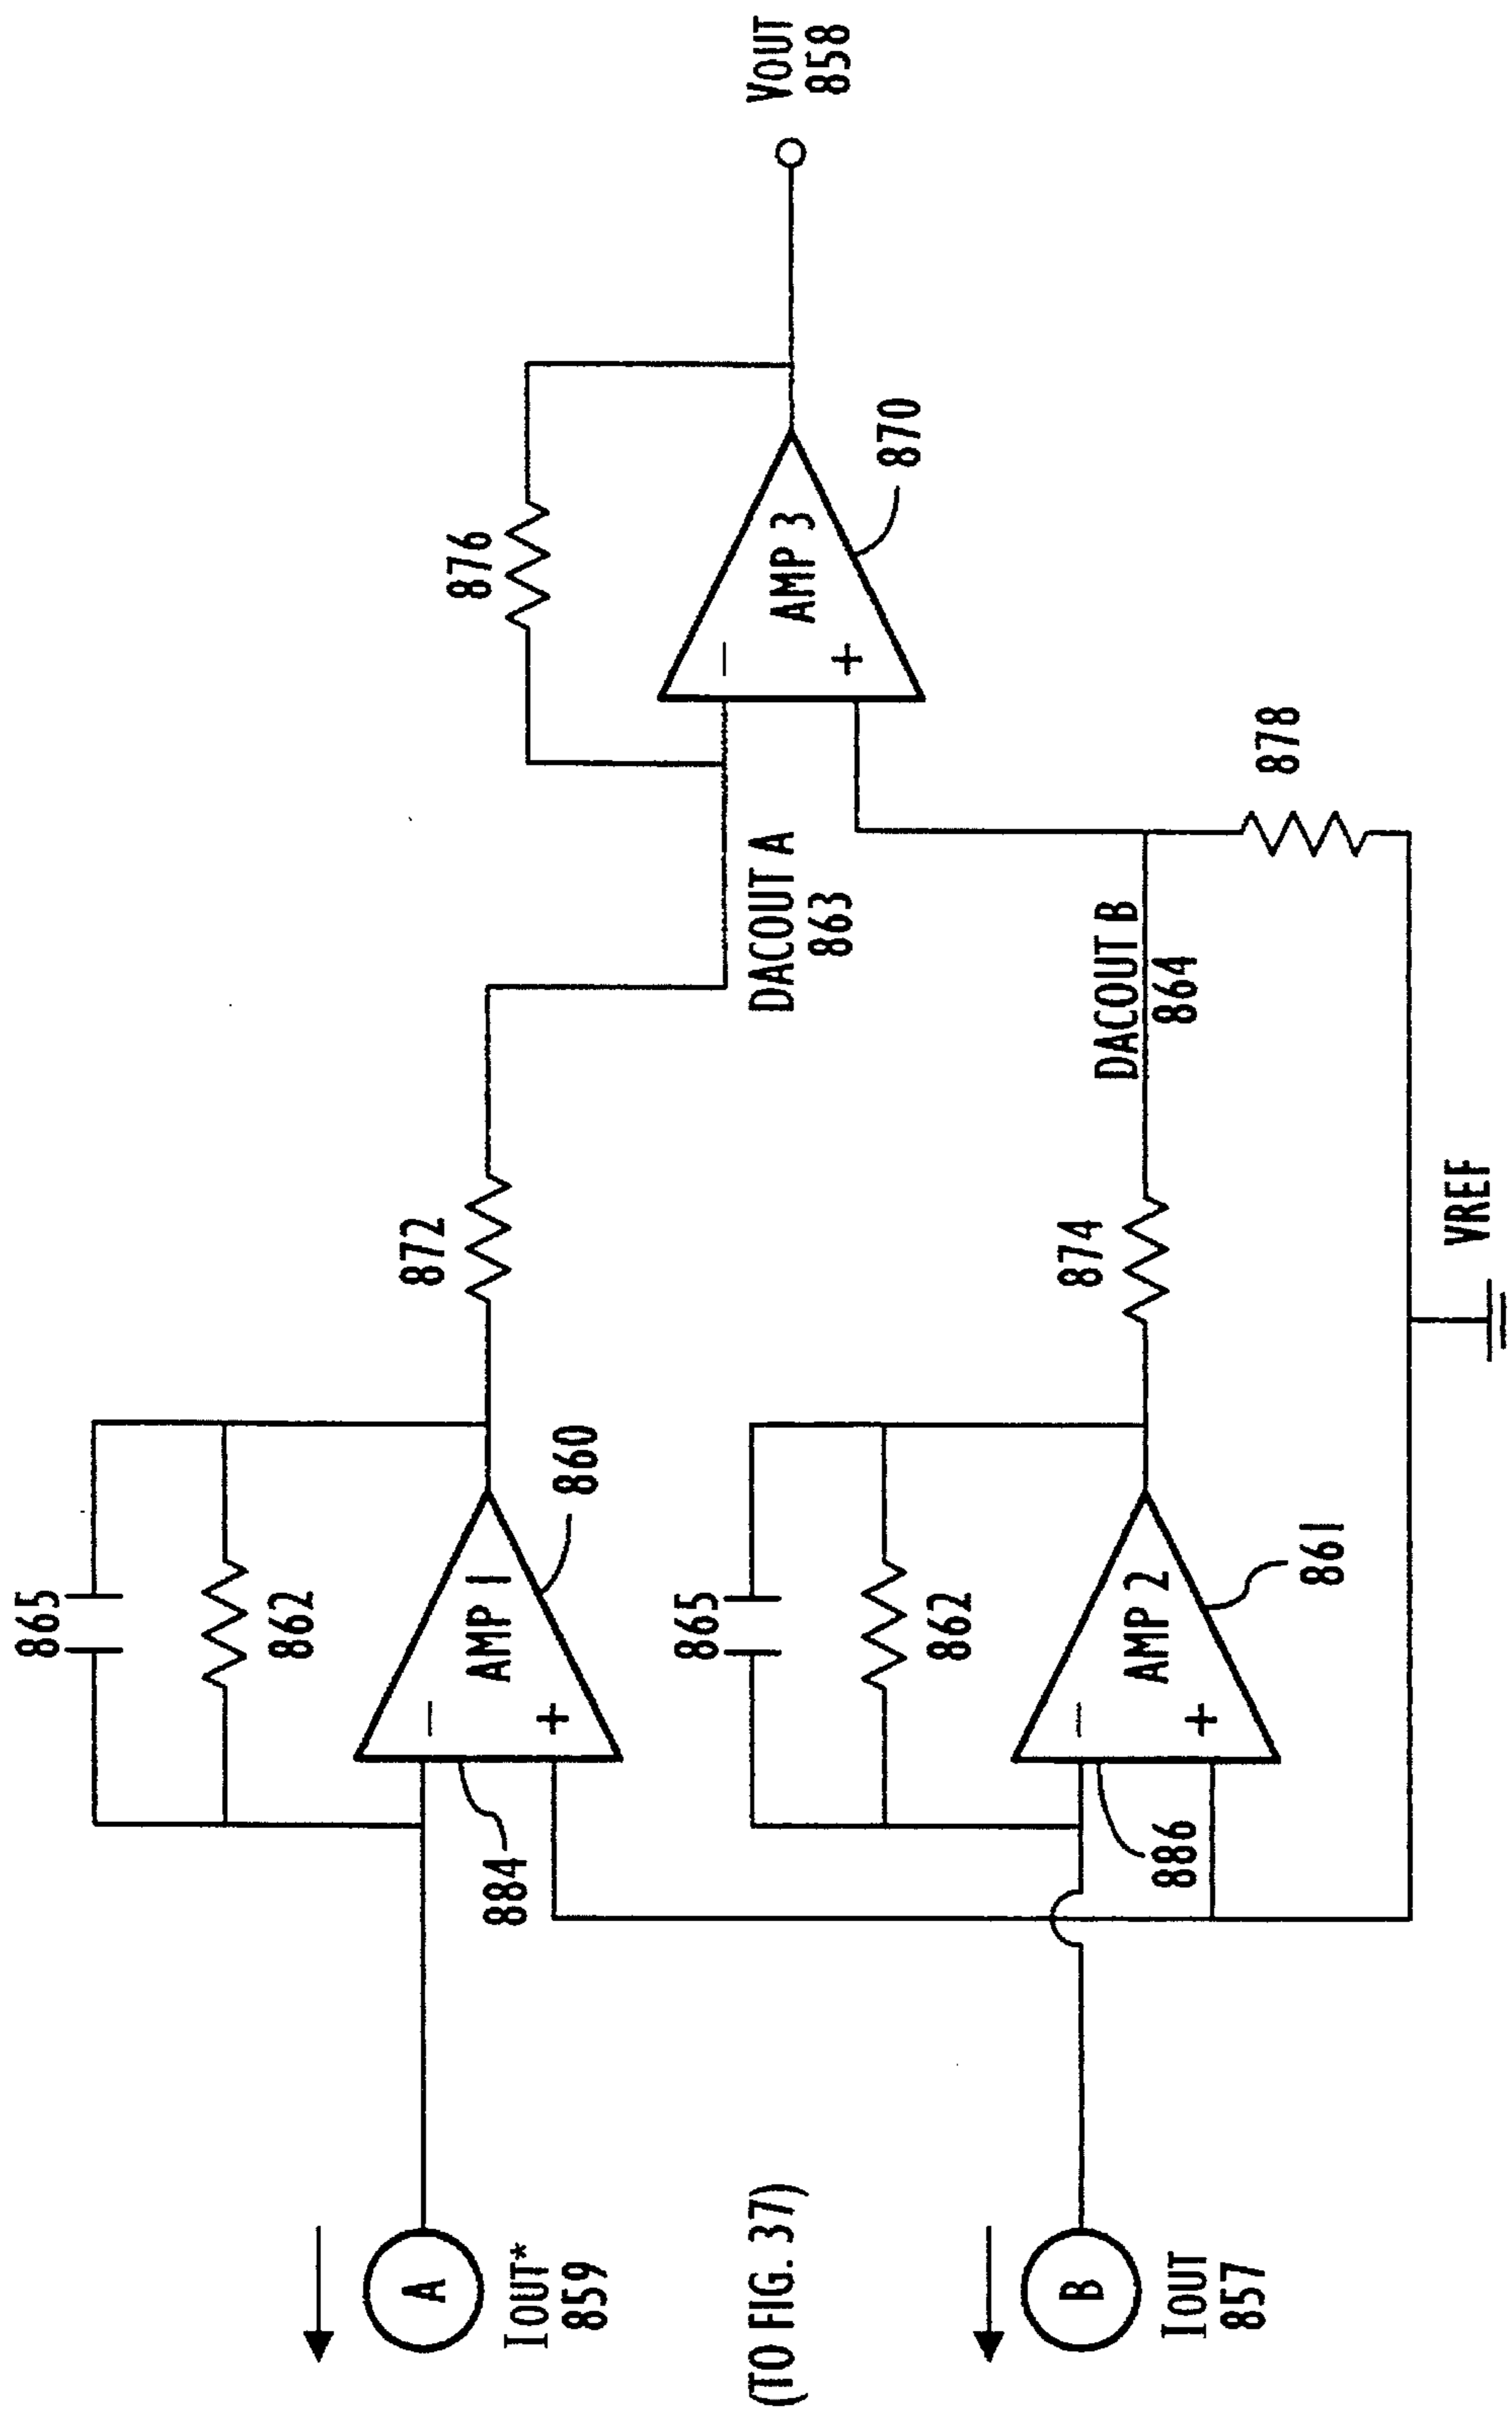 865
862
AMP 1
−
+
860
884
872
A
IOUT*
859
876
AMP 3
−
+
870
VOUT
858
DACOUT A
863
(TO FIG. 37)
865
862
AMP 2
−
+
861
886
874
DACOUT B
864
878
B
IOUT
857
VREF